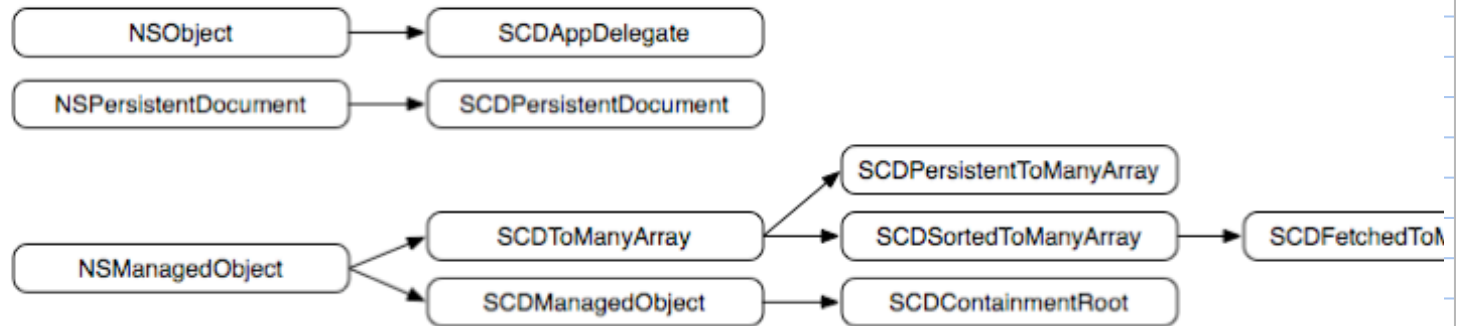 NSObject
SCDAppDelegate
NSPersistentDocument
SCDPersistentDocument
SCDPersistentToManyArray
SCDToManyArray
SCDSortedToManyArray
NSManagedObject
SCDManagedObject
SCDContainmentRoot